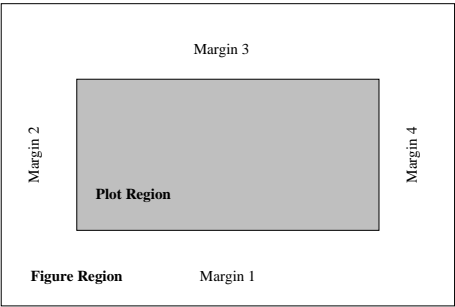 Margin 3
Margin 2
Margin 4
Plot Region
Figure Region
Margin 1